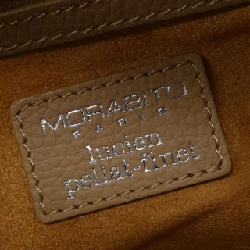 MORABITO
PARIS
lucien
pellat-finet